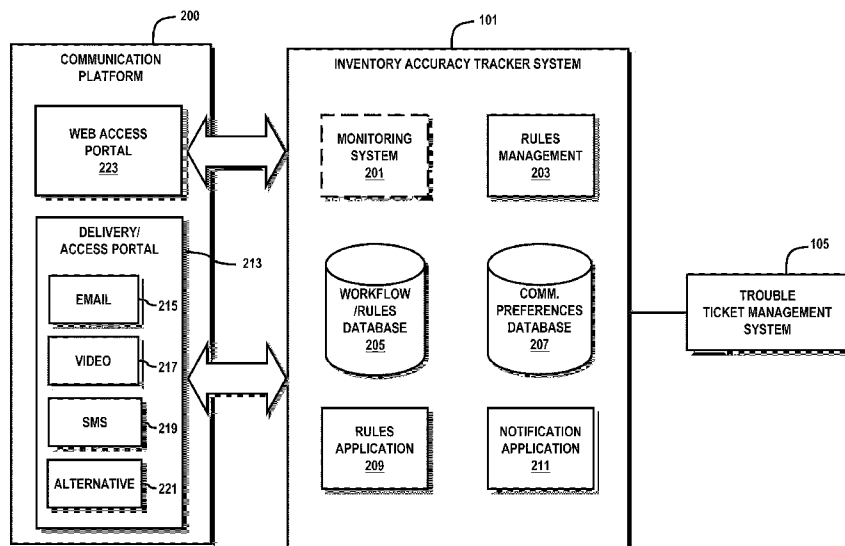 200
101
COMMUNICATION
PLATFORM
WEB ACCESS
PORTAL
223
DELIVERY/
ACCESS PORTAL
213
EMAIL
215
VIDEO
217
SMS
219
ALTERNATIVE
221
INVENTORY ACCURACY TRACKER SYSTEM
MONITORING
SYSTEM
201
RULES
MANAGEMENT
203
WORKFLOW
/RULES
DATABASE
205
COMM.
PREFERENCES
DATABASE
207
RULES
APPLICATION
209
NOTIFICATION
APPLICATION
211
105
TROUBLE
TICKET MANAGEMENT
SYSTEM